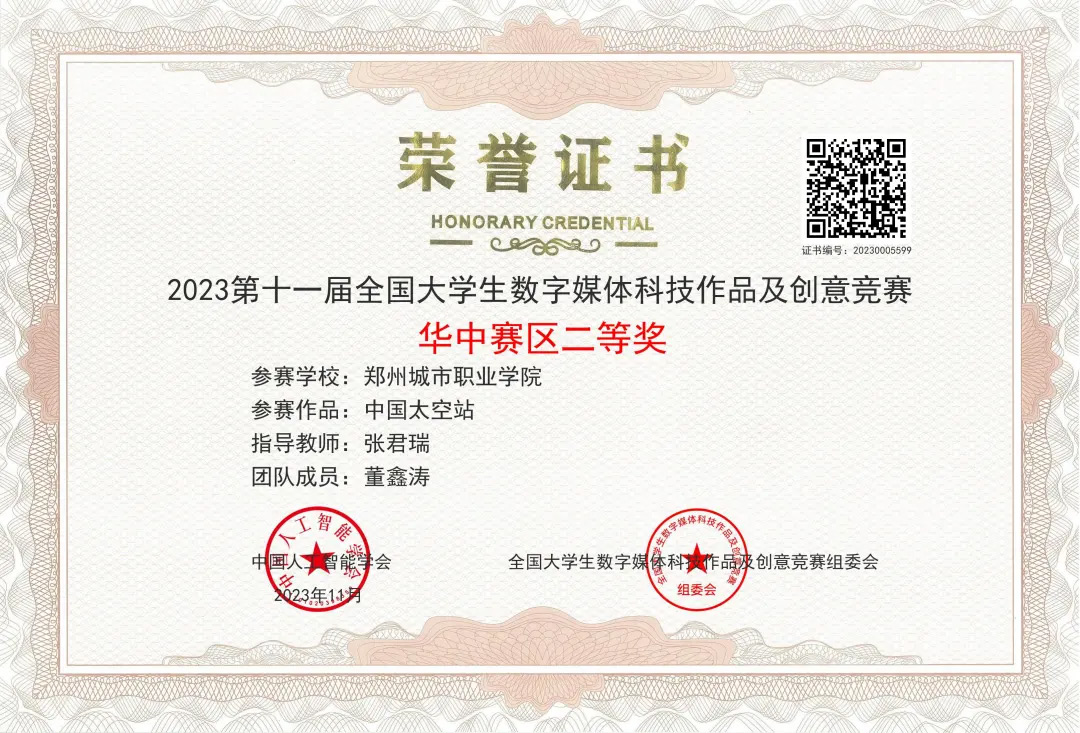 荣誉证书
HONORARY CREDENTIAL
证书编号：20230005599
2023第十一届全国大学生数字媒体科技作品及创意竞赛
华中赛区二等奖
参赛学校：郑州城市职业学院
参赛作品：中国太空站
指导教师：张君瑞
团队成员：董鑫涛
中国人工智能学会
中国人工智能学会
2023年11月
全国大学生数字媒体科技作品及创意竞赛组委会
全国大学生数字媒体科技作品及创意竞赛
组委会